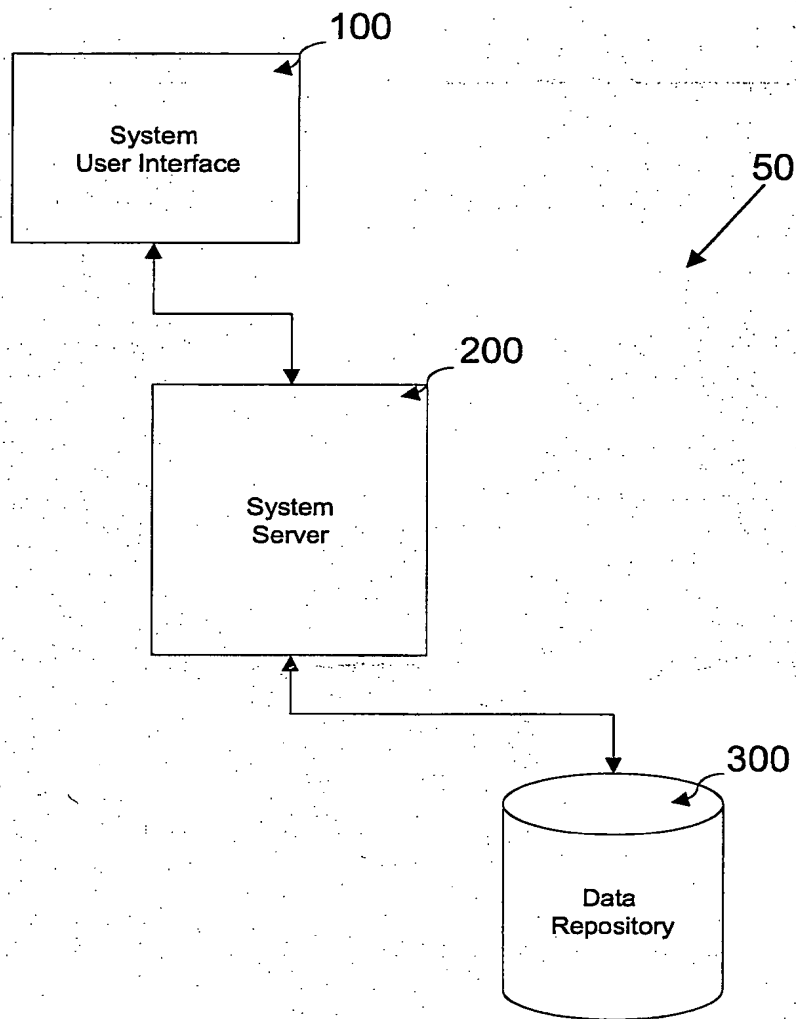 100
System
User Interface
50
200
System
Server
300
Data
Repository